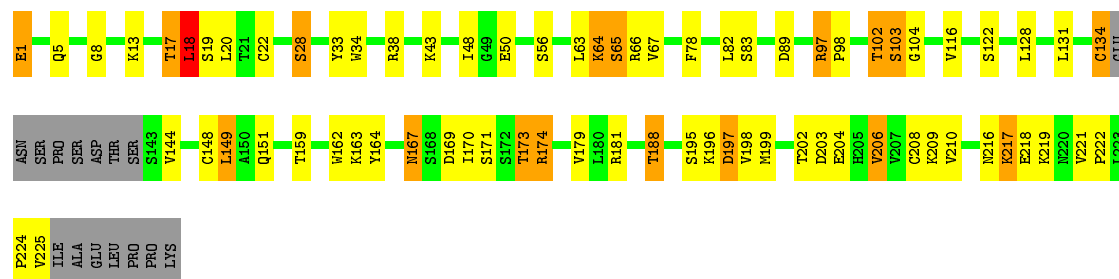 E1 Q5 G8 K13 T17 L18 S19 L20 T21 C22 S28 Y33 W34 R38 K43 I48 G49 E50 S56 L63 K64 S65 R66 V67 F78 L82 S83 D89 R97 P98 T102 S103 G104 V116 S122 L128 L131 C134 GLU
ASN SER PRO SER ASP THR SER S143 V144 C148 L149 A150 Q151 T159 W162 K163 Y164 N167 S168 D169 I170 S171 S172 T173 R174 V179 L180 R181 T188 S195 K196 D197 V198 M199 T202 D203 E204 H205 V206 V207 C208 K209 V210 N216 K217 E218 K219 N220 V221 P222 L223
P224 V225 ILE ALA GLU LEU PRO PRO LYS